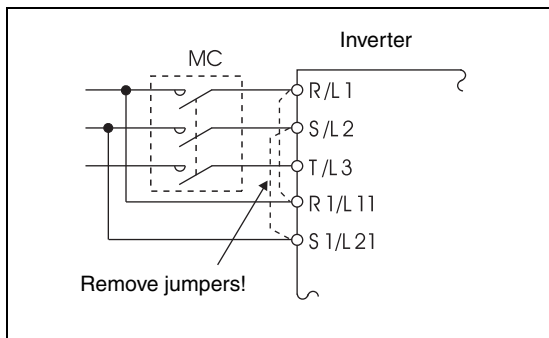 Inverter
MC
R/L1
S/L2
T/L3
R1/L11
S1/L21
Remove jumpers!